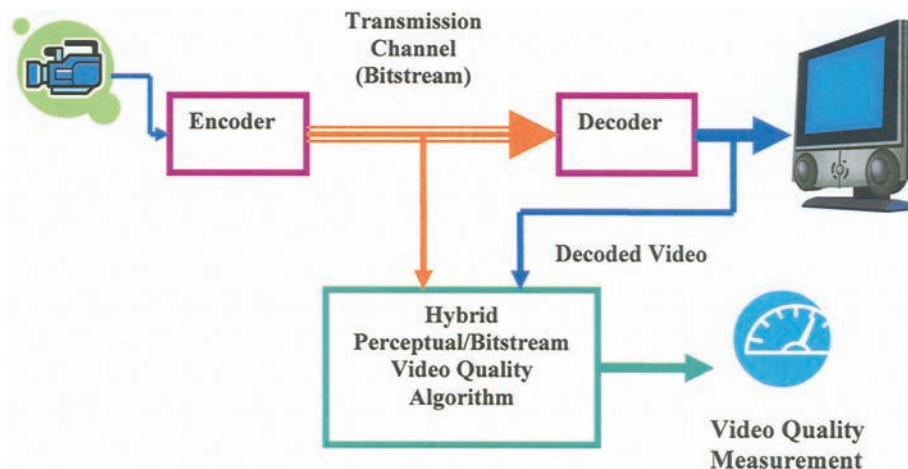 Transmission
Channel
(Bitstream)
Encoder
Decoder
Decoded Video
Hybrid
Perceptual/Bitstream
Video Quality
Algorithm
Video Quality
Measurement